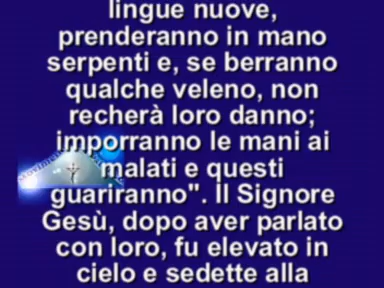 lingue nuove,
prenderanno in mano
serpenti e, se berranno
qualche veleno, non
recherà loro danno;
imporranno le mani ai
malati e questi
guariranno". Il Signore
Gesù, dopo aver parlato
con loro, fu elevato in
cielo e sedette alla